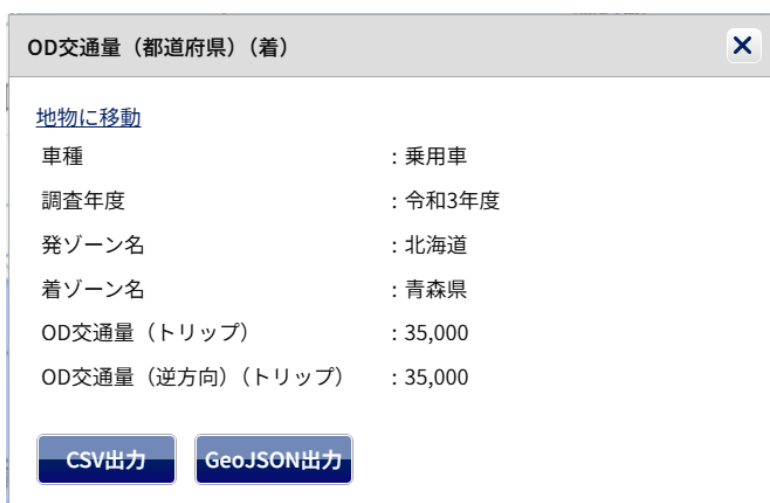 OD交通量（都道府県）（着）
地物に移動
車種 : 乗用車
調査年度 : 令和3年度
発ゾーン名 : 北海道
着ゾーン名 : 青森県
OD交通量（トリップ） : 35,000
OD交通量（逆方向）（トリップ） : 35,000
CSV出力 GeoJSON出力